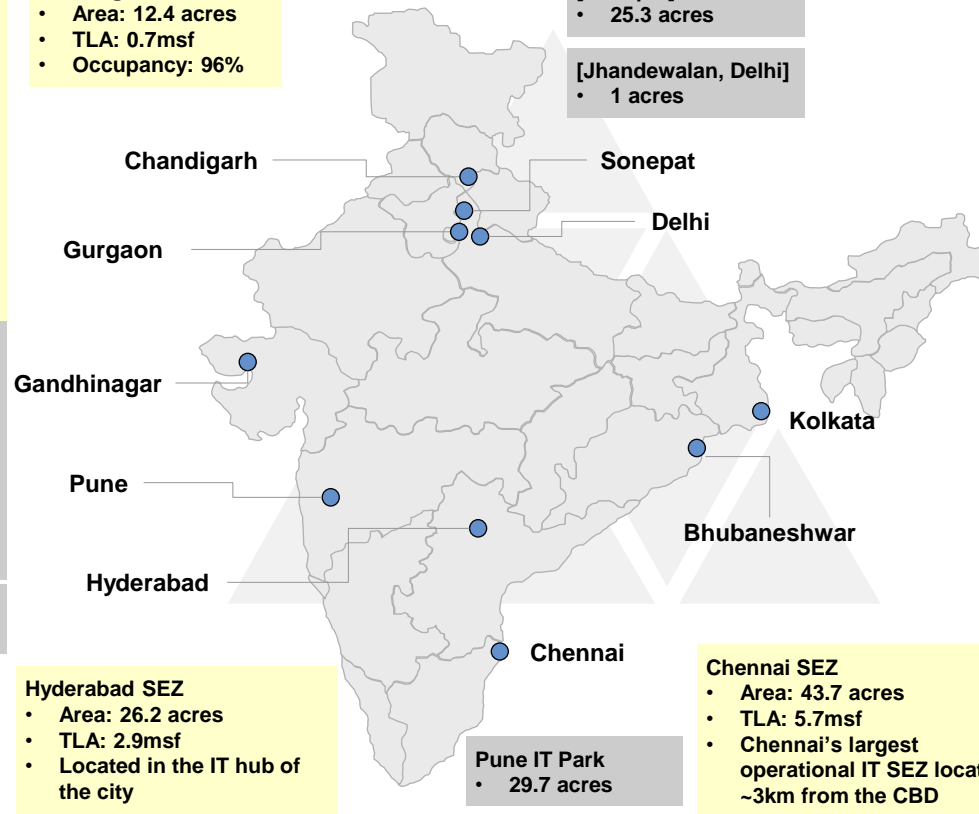 • Area: 12.4 acres
• TLA: 0.7msf
• Occupancy: 96%
• 25.3 acres
[Jhandewalan, Delhi]
• 1 acres
Chandigarh
Sonepat
Delhi
Gurgaon
Gandhinagar
Kolkata
Pune
Bhubaneshwar
Hyderabad
Chennai
Hyderabad SEZ
• Area: 26.2 acres
• TLA: 2.9msf
• Located in the IT hub of
the city
Pune IT Park
• 29.7 acres
Chennai SEZ
• Area: 43.7 acres
• TLA: 5.7msf
• Chennai's largest
operational IT SEZ locat
~3km from the CBD